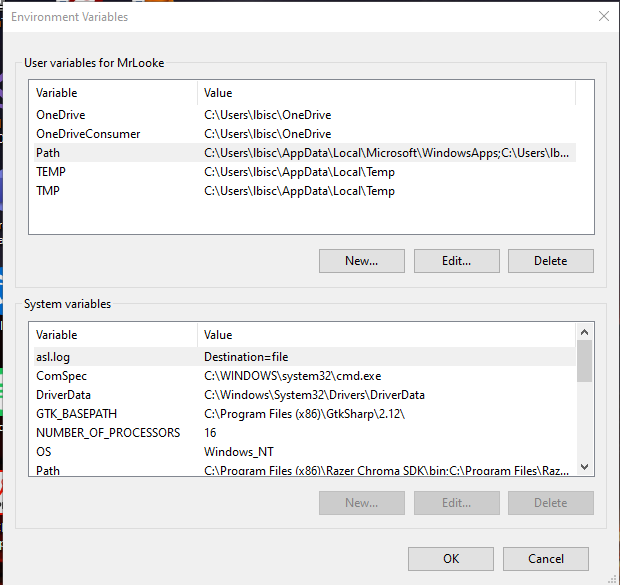 Environment Variables
User variables for MrLooke
Variable Value
OneDrive C:\Users\lbisc\OneDrive
OneDriveConsumer C:\Users\lbisc\OneDrive
Path C:\Users\lbisc\AppData\Local\Microsoft\WindowsApps;C:\Users\lb...
TEMP C:\Users\lbisc\AppData\Local\Temp
TMP C:\Users\lbisc\AppData\Local\Temp
New... Edit... Delete
System variables
Variable Value
asl.log Destination=file
ComSpec C:\WINDOWS\system32\cmd.exe
DriverData C:\Windows\System32\Drivers\DriverData
GTK_BASEPATH C:\Program Files (x86)\GtkSharp\2.12\
NUMBER_OF_PROCESSORS 16
OS Windows_NT
Path C:\Program Files (x86)\Razer Chroma SDK\bin;C:\Program Files\Raz...
New... Edit... Delete
OK Cancel